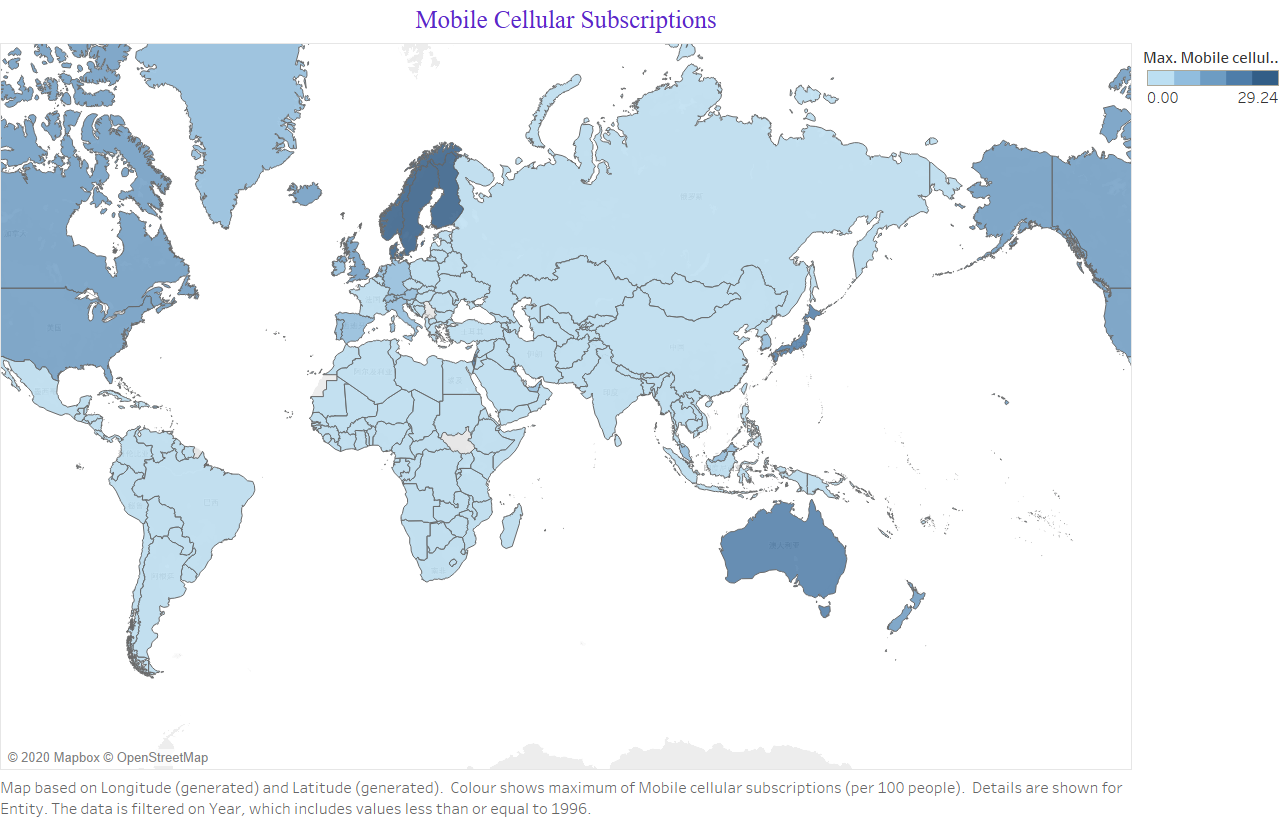 Mobile Cellular Subscriptions
Max. Mobile cellul..
0.00 29.24
© 2020 Mapbox © OpenStreetMap
Map based on Longitude (generated) and Latitude (generated). Colour shows maximum of Mobile cellular subscriptions (per 100 people). Details are shown for
Entity. The data is filtered on Year, which includes values less than or equal to 1996.